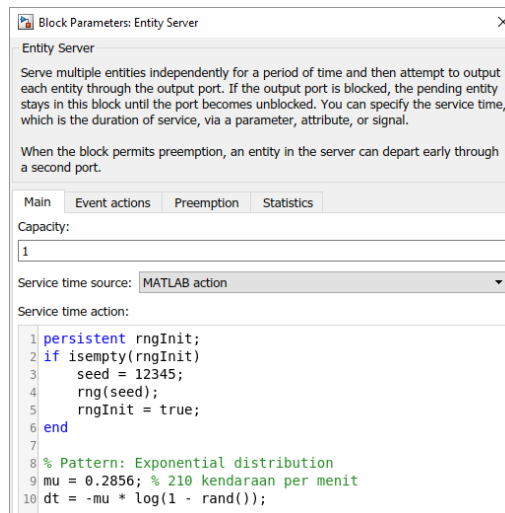 Block Parameters: Entity Server
Entity Server
Serve multiple entities independently for a period of time and then attempt to output
each entity through the output port. If the output port is blocked, the pending entity
stays in this block until the port becomes unblocked. You can specify the service time,
which is the duration of service, via a parameter, attribute, or signal.
When the block permits preemption, an entity in the server can depart early through
a second port.
Main Event actions Preemption Statistics
Capacity:
1
Service time source: MATLAB action
Service time action:
1 persistent rngInit;
2 if isempty(rngInit)
3     seed = 12345;
4     rng(seed);
5     rngInit = true;
6 end
7
8 % Pattern: Exponential distribution
9 mu = 0.2856; % 210 kendaraan per menit
10 dt = -mu * log(1 - rand());